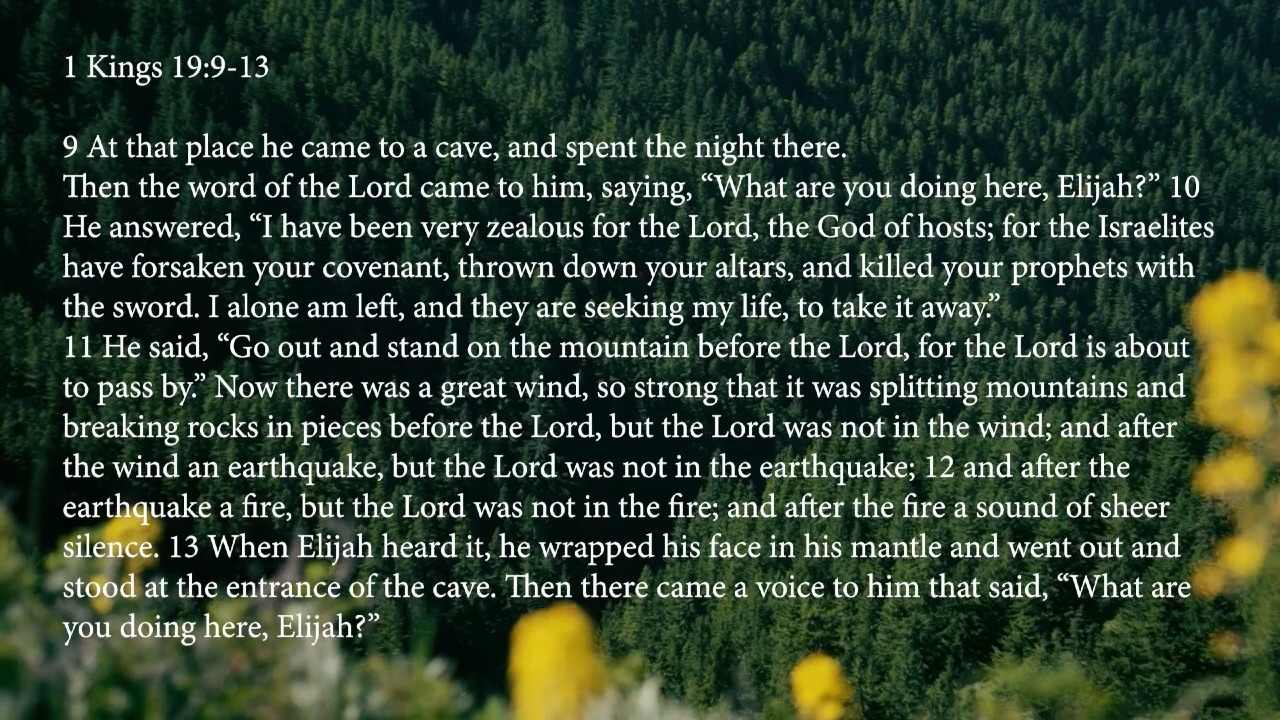 1 Kings 19:9-13
9 At that place he came to a cave, and spent the night there.
Then the word of the Lord came to him, saying, “What are you doing here, Elijah?” 10
He answered, “I have been very zealous for the Lord, the God of hosts; for the Israelites
have forsaken your covenant, thrown down your altars, and killed your prophets with
the sword. I alone am left, and they are seeking my life, to take it away.”
11 He said, “Go out and stand on the mountain before the Lord, for the Lord is about
to pass by.” Now there was a great wind, so strong that it was splitting mountains and
breaking rocks in pieces before the Lord, but the Lord was not in the wind; and after
the wind an earthquake, but the Lord was not in the earthquake; 12 and after the
earthquake a fire, but the Lord was not in the fire; and after the fire a sound of sheer
silence. 13 When Elijah heard it, he wrapped his face in his mantle and went out and
stood at the entrance of the cave. Then there came a voice to him that said, “What are
you doing here, Elijah?”